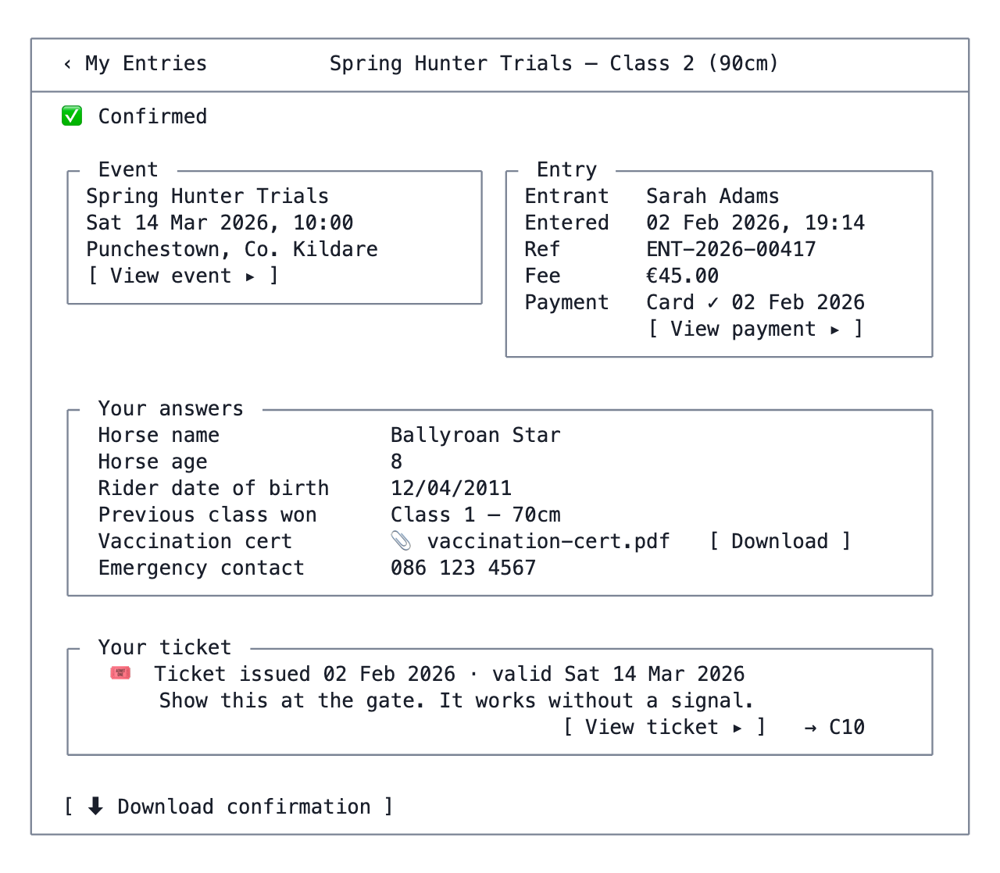 ‹ My Entries
Spring Hunter Trials – Class 2 (90cm)
✅ Confirmed
Event
Spring Hunter Trials
Sat 14 Mar 2026, 10:00
Punchestown, Co. Kildare
[ View event ▸ ]
Entry
Entrant Sarah Adams
Entered 02 Feb 2026, 19:14
Ref ENT-2026-00417
Fee €45.00
Payment Card ✓ 02 Feb 2026
[ View payment ▸ ]
Your answers
Horse name Ballyroan Star
Horse age 8
Rider date of birth 12/04/2011
Previous class won Class 1 – 70cm
Vaccination cert 📎 vaccination-cert.pdf [ Download ]
Emergency contact 086 123 4567
Your ticket
🎟 Ticket issued 02 Feb 2026 · valid Sat 14 Mar 2026
Show this at the gate. It works without a signal.
[ View ticket ▸ ] → C10
[ ⬇ Download confirmation ]